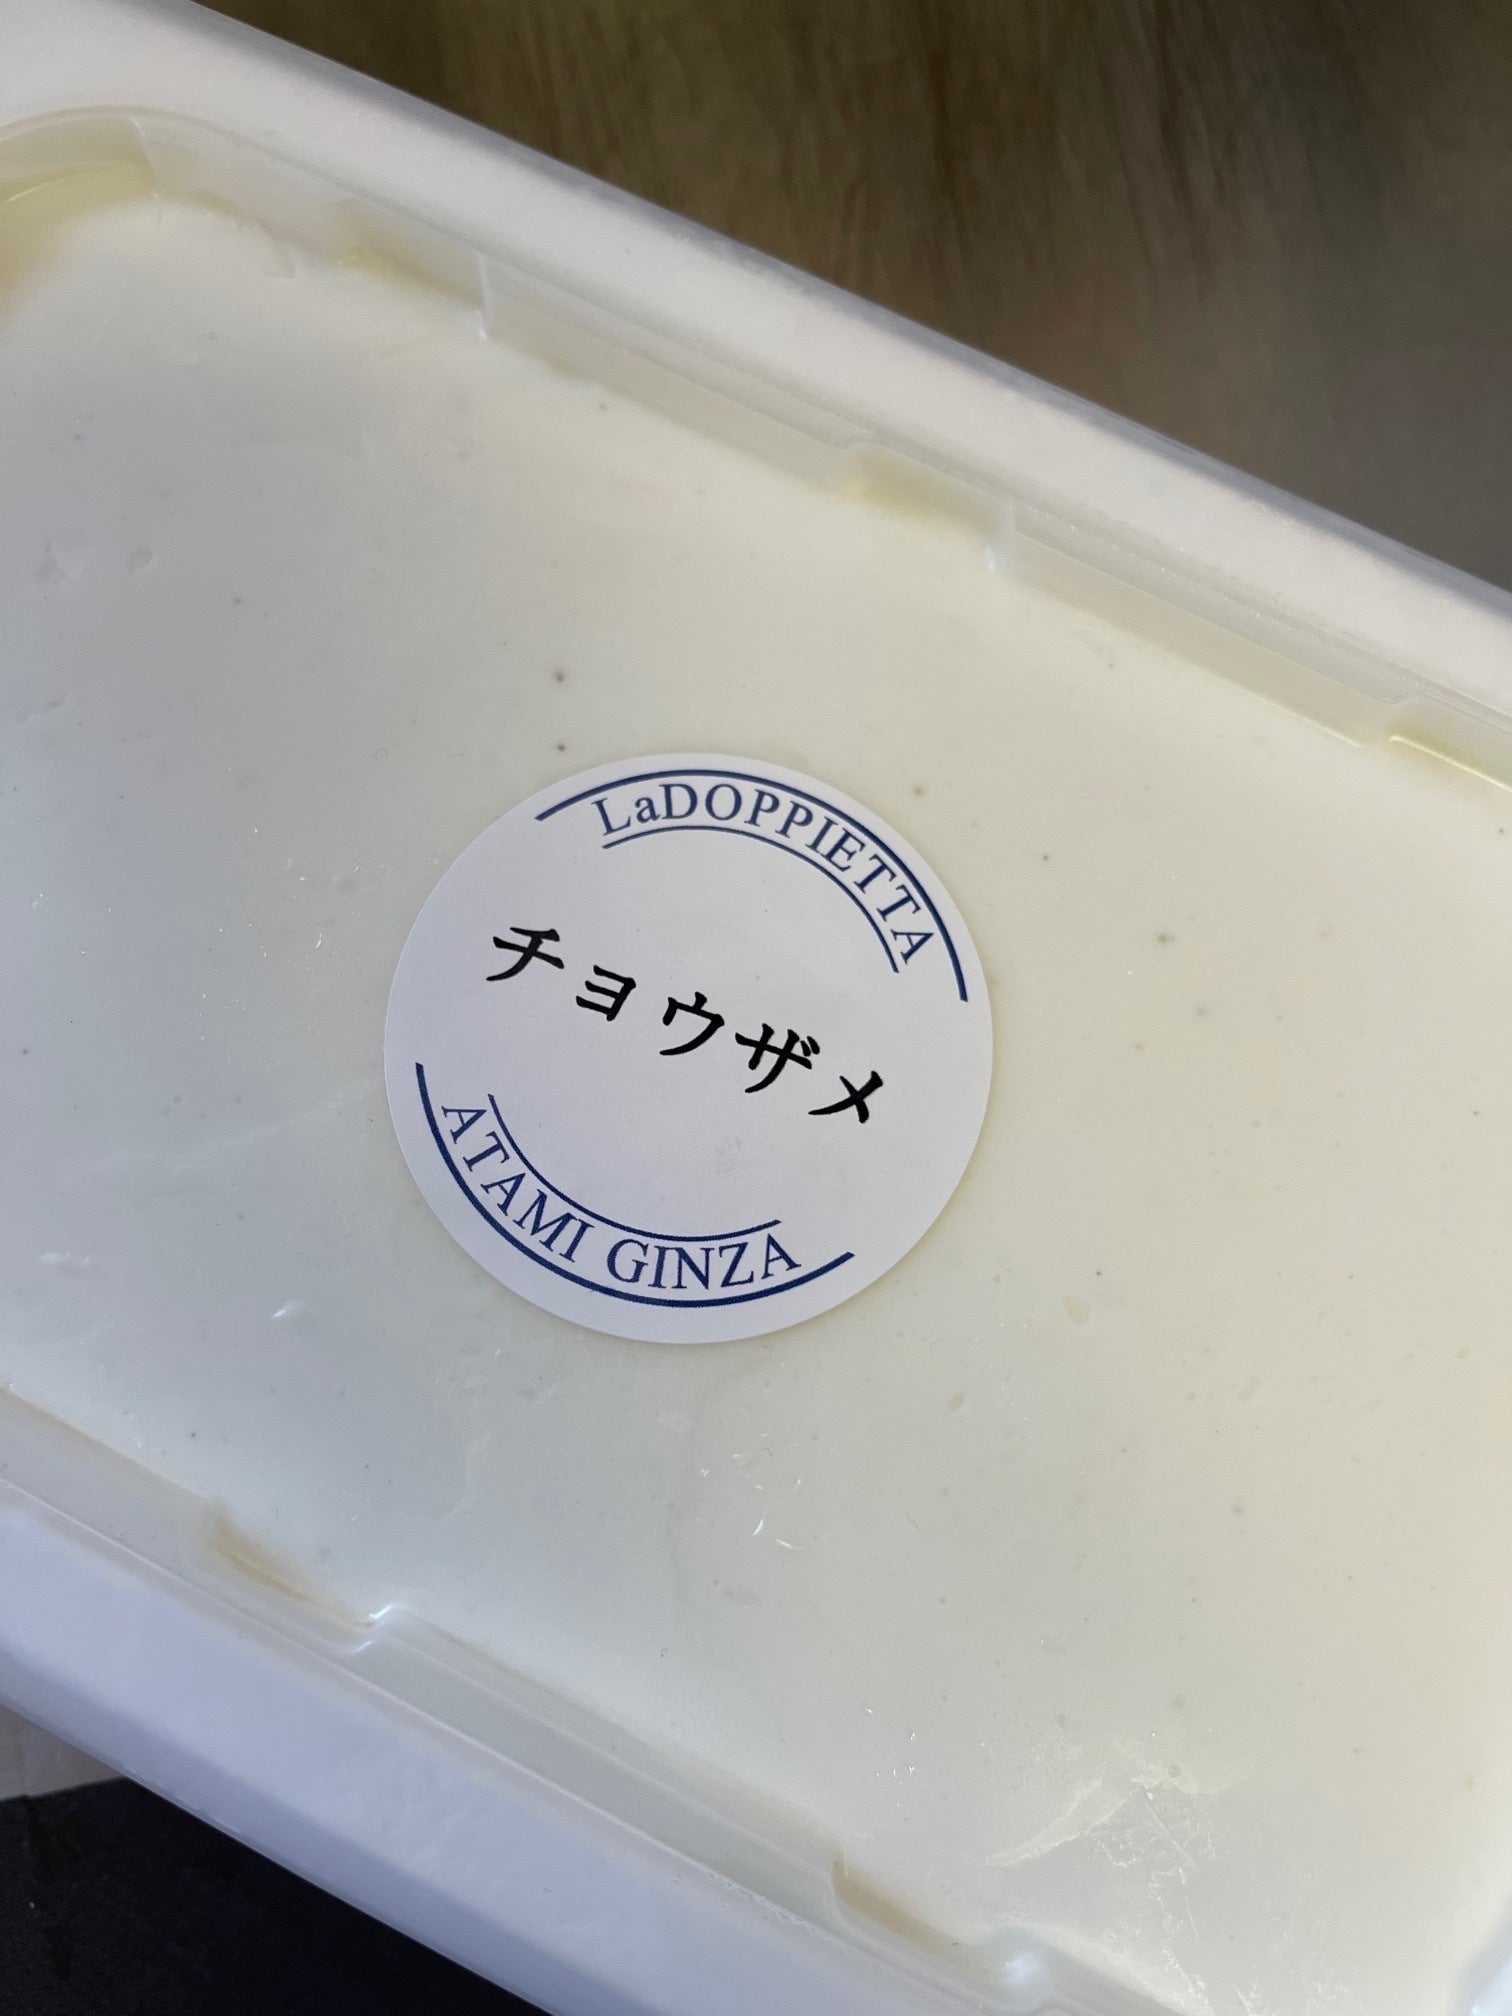 LaDOPPIETTA
チョウザメ
ATAMI GINZA